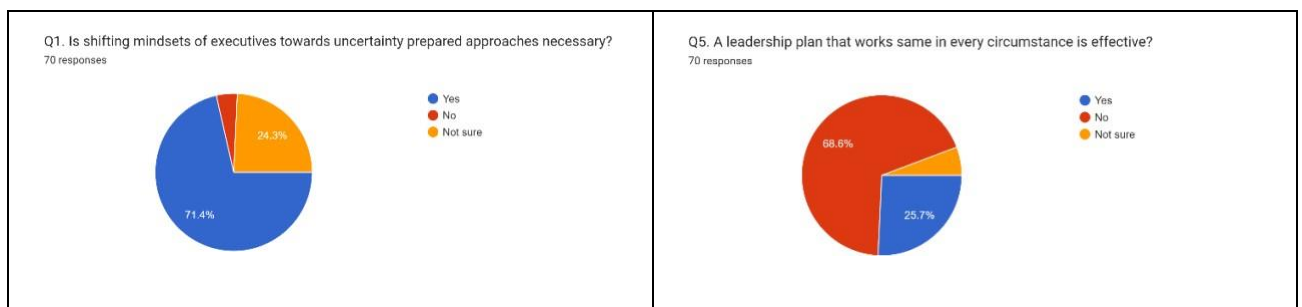 Q1. Is shifting mindsets of executives towards uncertainty prepared approaches necessary?
70 responses
Yes
No
Not sure
24.3%
71.4%
Q5. A leadership plan that works same in every circumstance is effective?
70 responses
Yes
No
Not sure
68.6%
25.7%